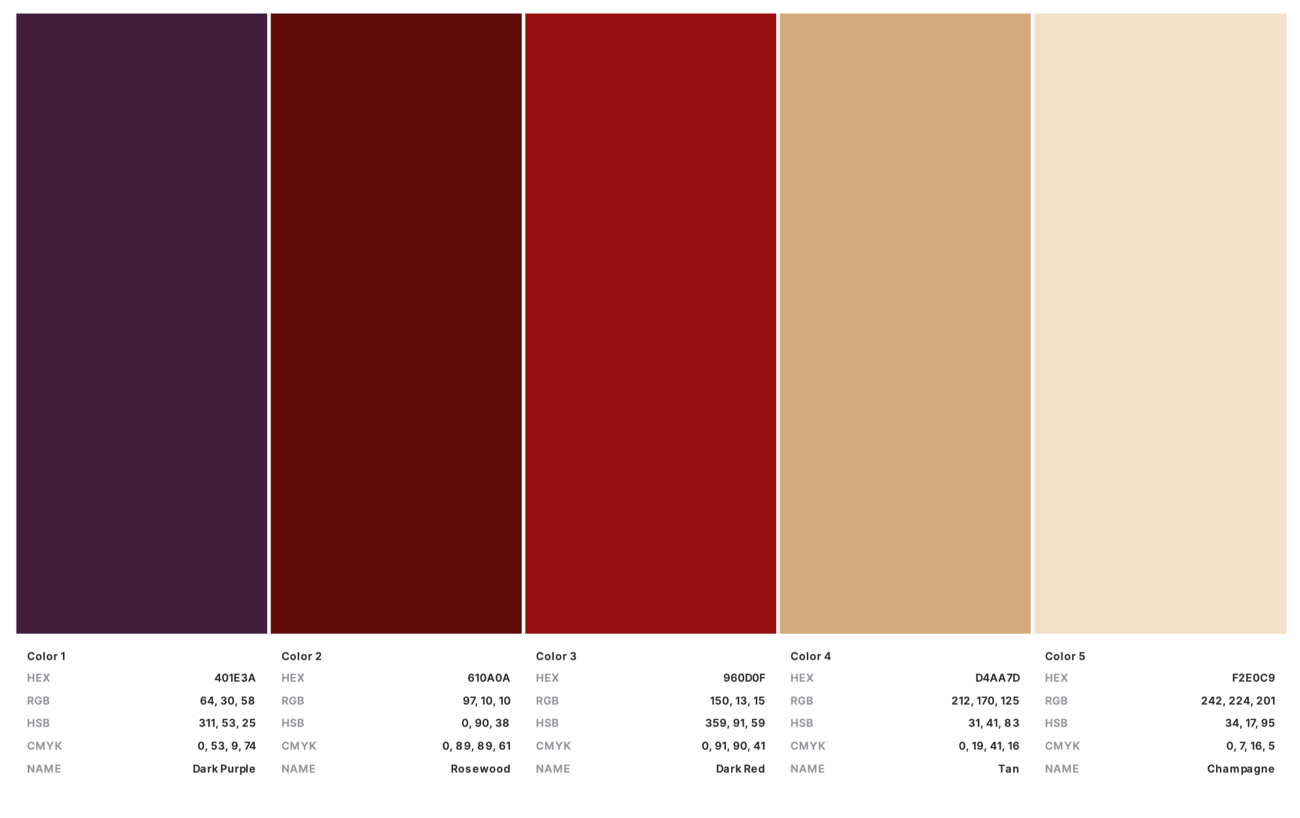 Color 1
HEX 401E3A
RGB 64, 30, 58
HSB 311, 53, 25
CMYK 0, 53, 9, 74
NAME Dark Purple
Color 2
HEX 610A0A
RGB 97, 10, 10
HSB 0, 90, 38
CMYK 0, 89, 89, 61
NAME Rosewood
Color 3
HEX 960D0F
RGB 150, 13, 15
HSB 359, 91, 59
CMYK 0, 91, 90, 41
NAME Dark Red
Color 4
HEX D4AA7D
RGB 212, 170, 125
HSB 31, 41, 83
CMYK 0, 19, 41, 16
NAME Tan
Color 5
HEX F2E0C9
RGB 242, 224, 201
HSB 34, 17, 95
CMYK 0, 7, 16, 5
NAME Champagne